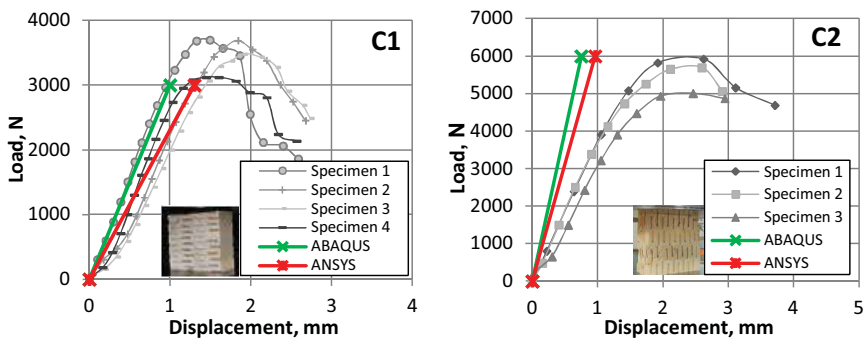 C1
Load, N
4000
3000
2000
1000
0
0 1 2 3 4
Displacement, mm
Specimen 1
Specimen 2
Specimen 3
Specimen 4
ABAQUS
ANSYS
C2
Load, N
7000
6000
5000
4000
3000
2000
1000
0
0 1 2 3 4 5
Displacement, mm
Specimen 1
Specimen 2
Specimen 3
ABAQUS
ANSYS